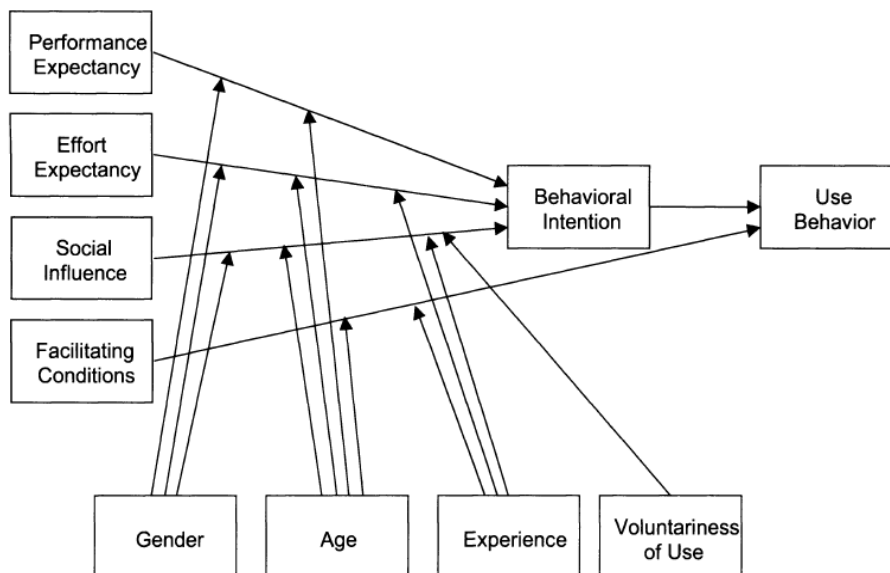 Performance
Expectancy
Effort
Expectancy
Social
Influence
Facilitating
Conditions
Behavioral
Intention
Use
Behavior
Gender
Age
Experience
Voluntariness
of Use